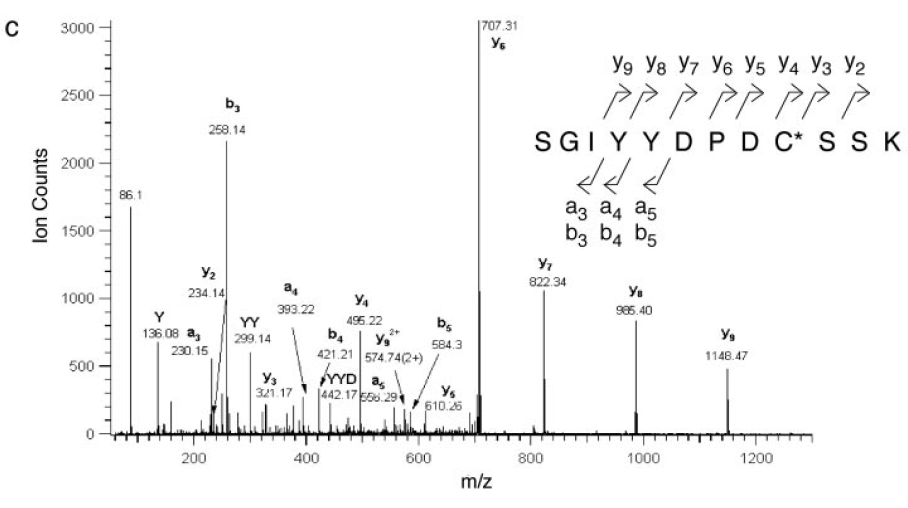 C
3000
707.31
y6
y9 y8 y7 y6 y5 y4 y3 y2
2500
b3
258.14
S G I Y Y D P D C* S S K
2000
86.1
a3 a4 a5
b3 b4 b5
Ion Counts
1500
y7
822.34
y2
234.14
a4
393.22
y8
985.40
1000
Y
136.08
a3
230.15
YY
299.14
y4
495.22
b4
421.21
y9 2+
574.74(2+)
b5
584.3
y9
1148.47
500
y3
321.17
YYD
442.17
a5
556.29
y5
610.26
0
200 400 600 800 1000 1200
m/z